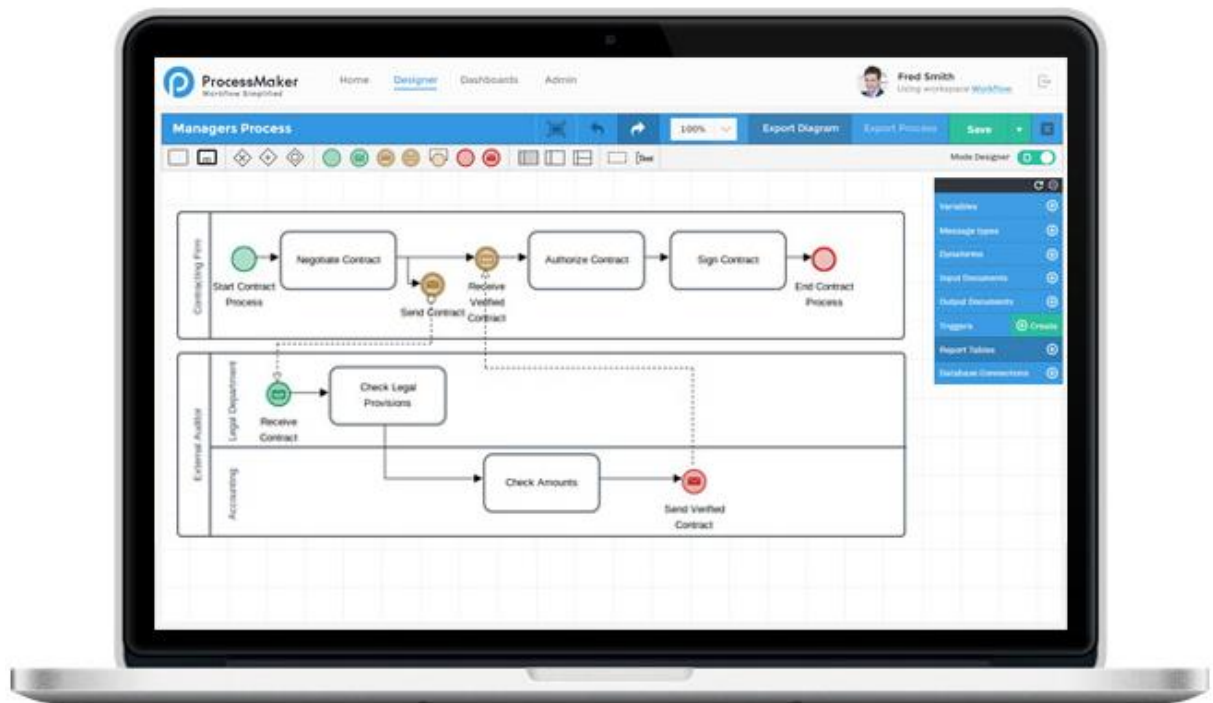 ProcessMaker
Workflow Simplified
Home
Designer
Dashboards
Admin
Fred Smith
Using workspace Workflow
Managers Process
100%
Export Diagram
Export Process
Save
Mode Designer
Variables
Message types
Dynaforms
Input Documents
Output Documents
Triggers
Create
Report Tables
Database Connections
Contracting Firm
Start Contract
Process
Negotiate Contract
Send Contract
Receive
Verified
Contract
Authorize Contract
Sign Contract
End Contract
Process
External Auditor
Legal Department
Receive
Contract
Check Legal
Provisions
Accounting
Check Amounts
Send Verified
Contract